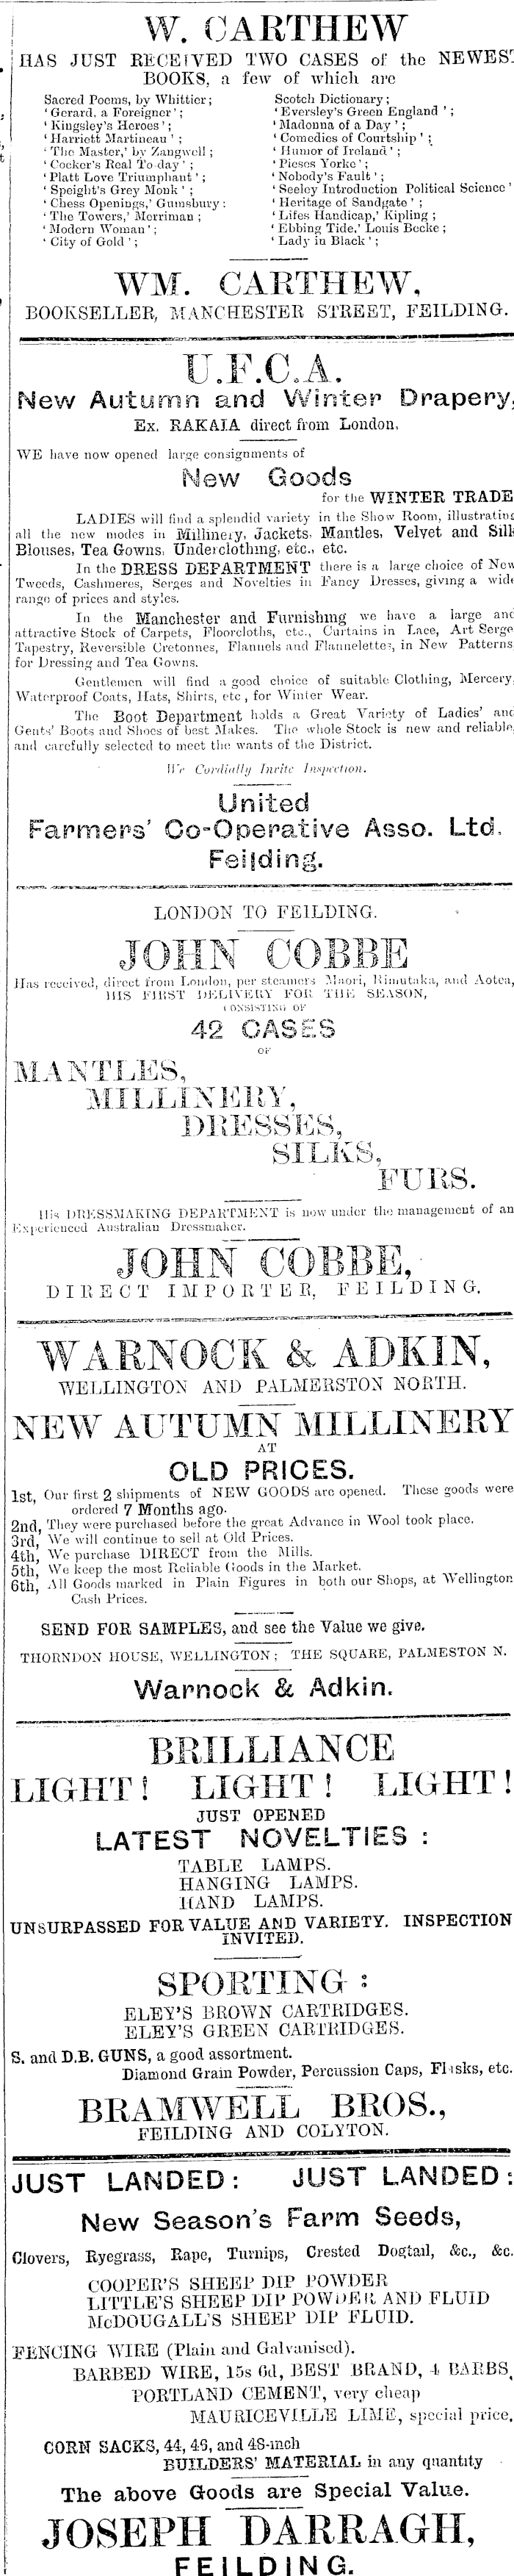 W. CARTHEW
HAS JUST RECEIVED TWO CASES of the NEWES
BOOKS, a few of which are
Sacred Poems, by Whittier;
' Gerard, a Foreigner ';
' Kingsley's Heroes ';
' Harriett Martineau ' ;
' The Master,' by Zangwell ;
' Cocker's Real To-day ' ;
' Platt Love Triumphant ' ;
' Speight's Grey Monk ' ;
' Chess Openings,' Gunsbury :
' The Towers,' Merriman ;
' Modern Woman ' ;
' City of Gold ' ;
Scotch Dictionary ;
' Eversley's Green England ' ;
' Madonna of a Day ' ;
' Comedies of Courtship ' ;
' Humor of Ireland ' ;
' Pieses Yorke' ;
' Nobody's Fault ' ;
' Seeley Introduction Political Science '
' Heritage of Sandgate ' ;
' Lifes Handicap,' Kipling ;
' Ebbing Tide,' Louis Becke ;
' Lady in Black ' ;
WM. CARTHEW,
BOOKSELLER, MANCHESTER STREET, FEILDING.
U.F.C.A.
New Autumn and Winter Drapery,
Ex. RAKAIA direct from London,
WE have now opened large consignments of
New Goods
for the WINTER TRADE
LADIES will find a splendid variety in the Show Room, illustrating
all the new modes in Millinery, Jackets, Mantles, Velvet and Silk
Blouses, Tea Gowns, Underclothing, etc., etc.
In the DRESS DEPARTMENT there is a large choice of New
Tweeds, Cashmeres, Serges and Novelties in Fancy Dresses, giving a wide
range of prices and styles.
In the Manchester and Furnishing we have a large and
attractive Stock of Carpets, Floorcloths, etc., Curtains in Lace, Art Serge
Tapestry, Reversible Cretonnes, Flannels and Flannelettes, in New Patterns
for Dressing and Tea Gowns.
Gentlemen will find a good choice of suitable Clothing, Mercery,
Waterproof Coats, Hats, Shirts, etc , for Winter Wear.
The Boot Department holds a Great Variety of Ladies' and
Gents' Boots and Shoes of best Makes. The whole Stock is new and reliable,
and carefully selected to meet the wants of the District.
We Cordially Invite Inspection.
United
Farmers' Co-Operative Asso. Ltd.
Feilding.
LONDON TO FEILDING.
JOHN COBBE
Has received, direct from London, per steamers Maori, Rimutaka, and Aotea,
HIS FIRST DELIVERY FOR THE SEASON,
CONSISTING OF
42 CASES
OF
MANTLES,
MILLINERY,
DRESSES,
SILKS,
FURS.
His DRESSMAKING DEPARTMENT is now under the management of an
Experienced Australian Dressmaker.
JOHN COBBE,
DIRECT IMPORTER, FEILDING.
WARNOCK & ADKIN,
WELLINGTON AND PALMERSTON NORTH.
NEW AUTUMN MILLINERY
AT
OLD PRICES.
1st, Our first 2 shipments of NEW GOODS are opened. These goods were
ordered 7 Months ago.
2nd, They were purchased before the great Advance in Wool took place.
3rd, We will continue to sell at Old Prices.
4th, We purchase DIRECT from the Mills.
5th, We keep the most Reliable Goods in the Market.
6th, All Goods marked in Plain Figures in both our Shops, at Wellington
Cash Prices.
SEND FOR SAMPLES, and see the Value we give.
THORNDON HOUSE, WELLINGTON ; THE SQUARE, PALMESTON N.
Warnock & Adkin.
BRILLIANCE
LIGHT ! LIGHT ! LIGHT !
JUST OPENED
LATEST NOVELTIES :
TABLE LAMPS.
HANGING LAMPS.
HAND LAMPS.
UNSURPASSED FOR VALUE AND VARIETY. INSPECTION
INVITED.
SPORTING :
ELEY'S BROWN CARTRIDGES.
ELEY'S GREEN CARTRIDGES.
S. and D.B. GUNS, a good assortment.
Diamond Grain Powder, Percussion Caps, Flasks, etc.
BRAMWELL BROS.,
FEILDING AND COLYTON.
JUST LANDED : JUST LANDED :
New Season's Farm Seeds,
Clovers, Ryegrass, Rape, Turnips, Crested Dogtail, &c., &c.
COOPER'S SHEEP DIP POWDER
LITTLE'S SHEEP DIP POWDER AND FLUID
McDOUGALL'S SHEEP DIP FLUID.
FENCING WIRE (Plain and Galvanised).
BARBED WIRE, 15s 6d, BEST BRAND, 4 BARBS,
PORTLAND CEMENT, very cheap
MAURICEVILLE LIME, special price,
CORN SACKS, 44, 46, and 48-inch
BUILDERS' MATERIAL in any quantity
The above Goods are Special Value.
JOSEPH DARRAGH,
FEILDING.